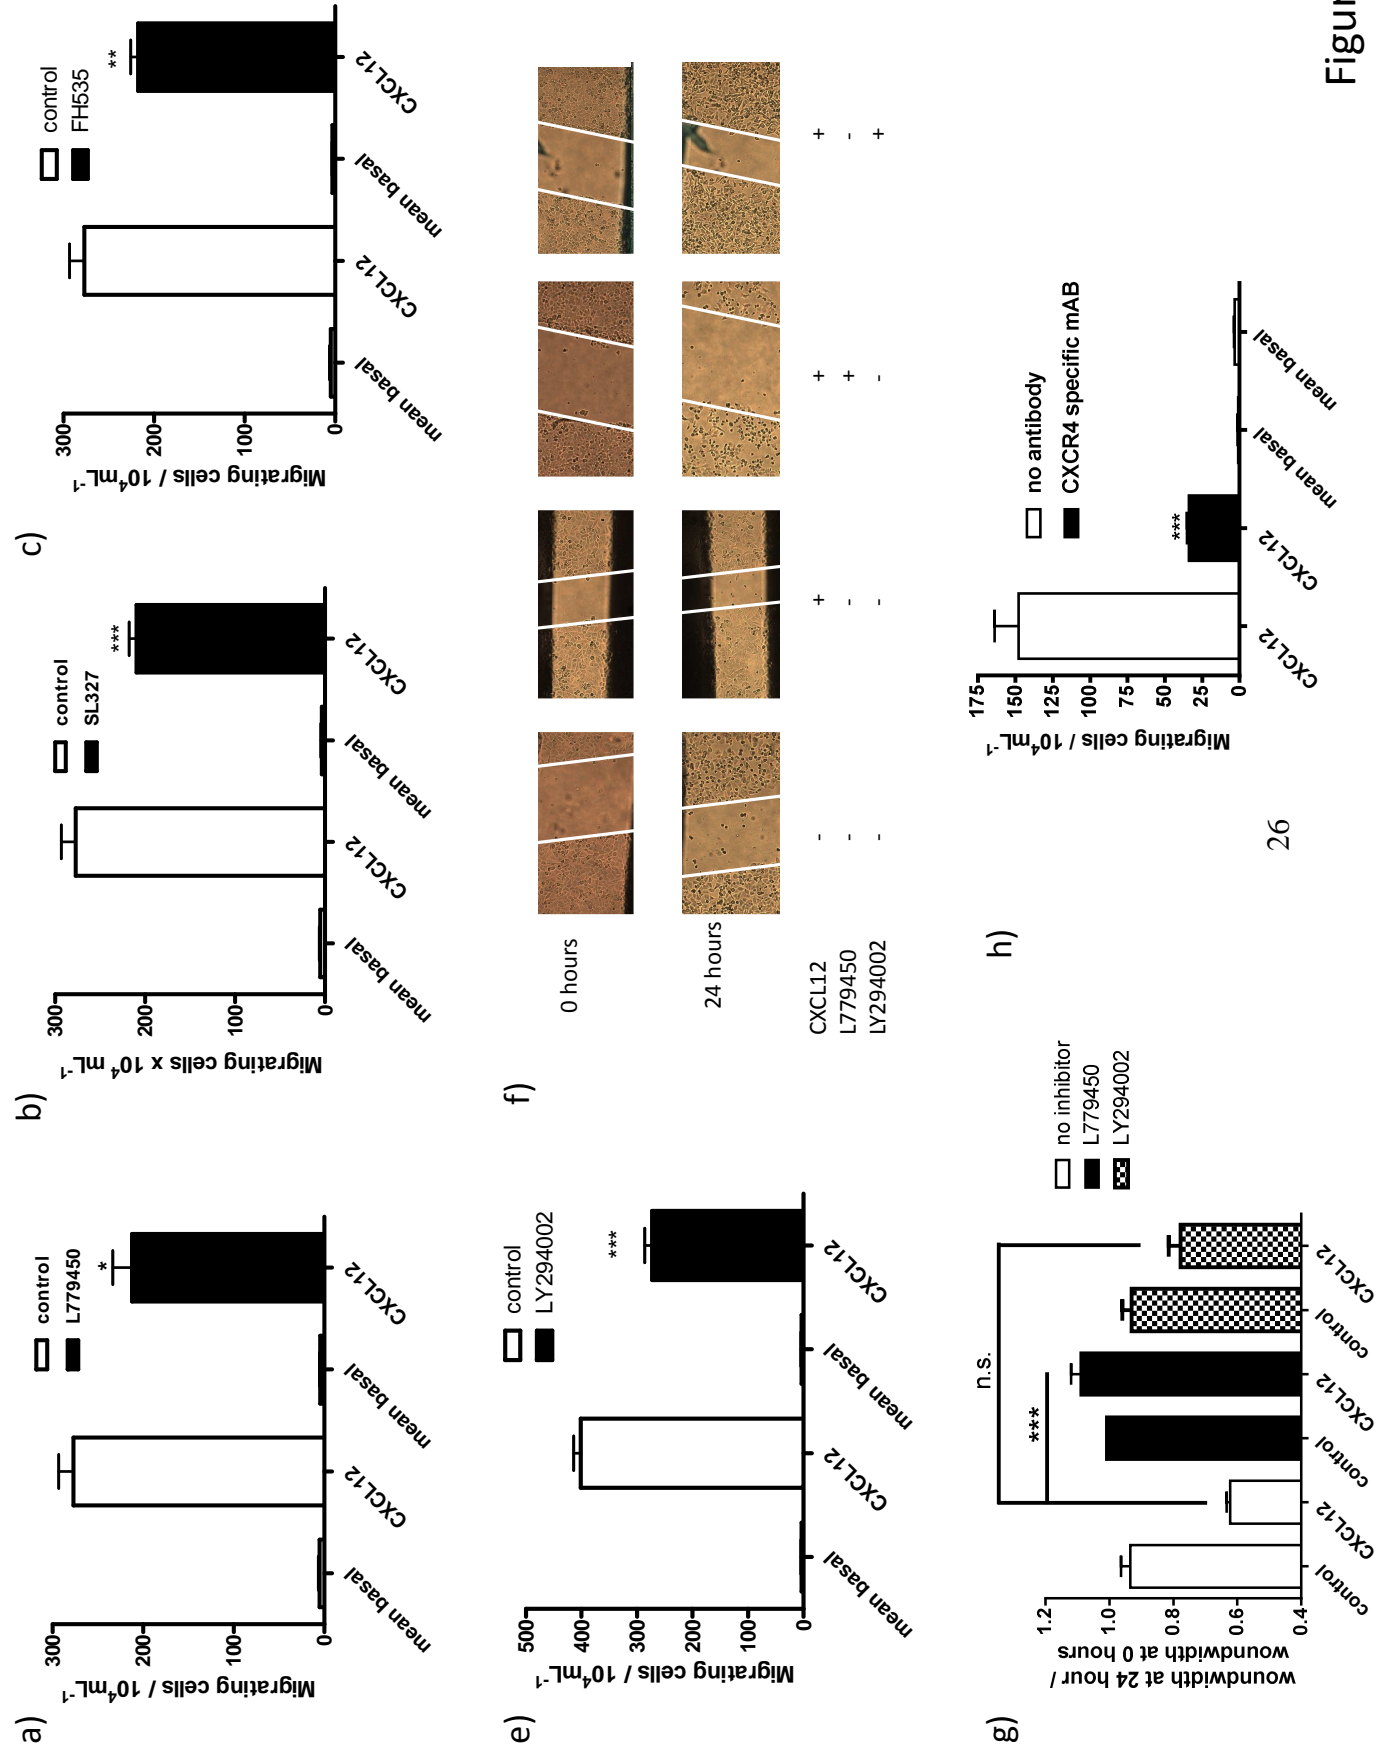 a)
Migrating cells / 10⁴mL⁻¹
300
200
100
0
control
L779450
*
mean basal
CXCL12
mean basal
CXCL12
b)
Migrating cells x 10⁴ mL⁻¹
300
200
100
0
control
SL327
***
mean basal
CXCL12
mean basal
CXCL12
c)
Migrating cells / 10⁴mL⁻¹
300
200
100
0
control
FH535
**
mean basal
CXCL12
mean basal
CXCL12
e)
Migrating cells / 10⁴mL⁻¹
500
400
300
200
100
0
control
LY294002
***
mean basal
CXCL12
mean basal
CXCL12
f)
0 hours
24 hours
CXCL12 - + + +
L779450 - - + -
LY294002 - - - +
g)
woundwidth at 24 hour /
woundwidth at 0 hours
1.2
1.0
0.8
0.6
0.4
n.s.
***
no inhibitor
L779450
LY294002
control
CXCL12
control
CXCL12
control
CXCL12
h)
Migrating cells / 10⁴mL⁻¹
175
150
125
100
75
50
25
0
no antibody
CXCR4 specific mAB
***
CXCL12
CXCL12
mean basal
mean basal
26
Figur